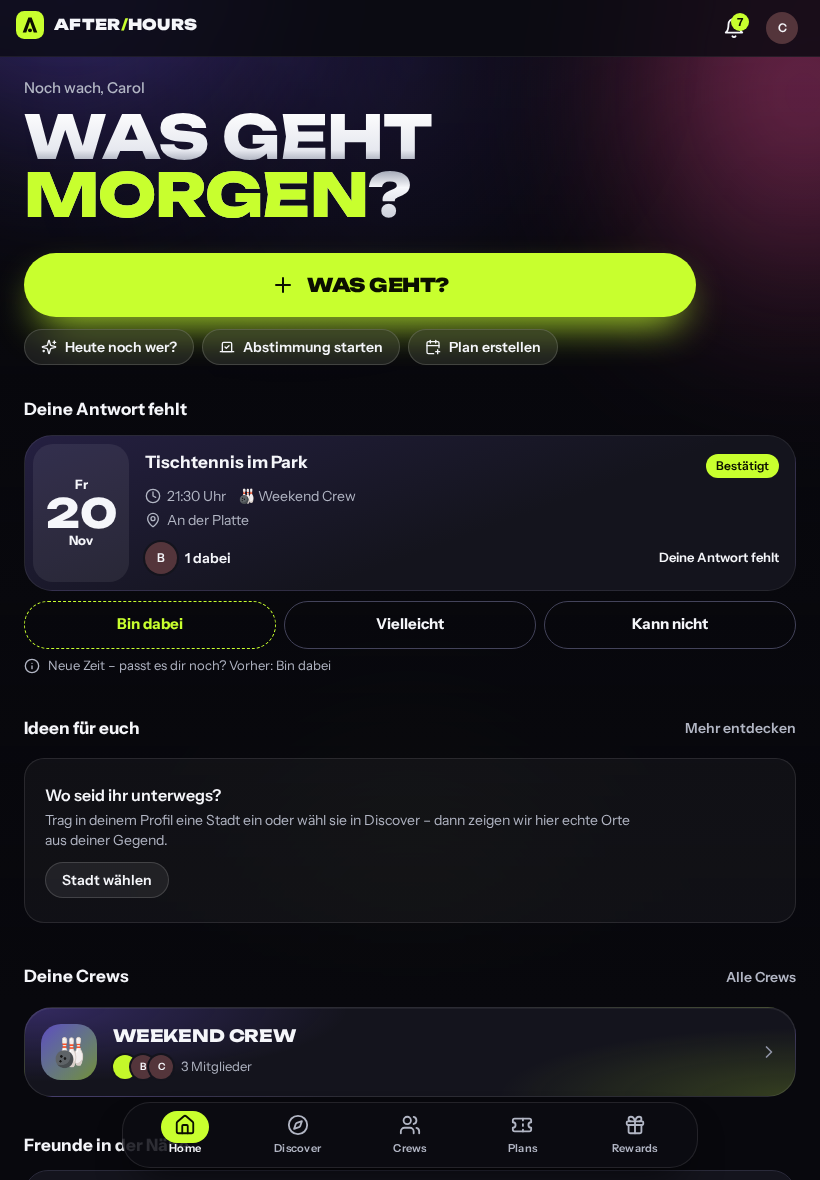 AFTER/HOURS
7
C
Noch wach, Carol
WAS GEHT
MORGEN?
WAS GEHT?
Heute noch wer?
Abstimmung starten
Plan erstellen
Deine Antwort fehlt
Fr
20
Nov
Tischtennis im Park
Bestätigt
21:30 Uhr
Weekend Crew
An der Platte
B
1 dabei
Deine Antwort fehlt
Bin dabei
Vielleicht
Kann nicht
Neue Zeit – passt es dir noch? Vorher: Bin dabei
Ideen für euch
Mehr entdecken
Wo seid ihr unterwegs?
Trag in deinem Profil eine Stadt ein oder wähl sie in Discover – dann zeigen wir hier echte Orte
aus deiner Gegend.
Stadt wählen
Deine Crews
Alle Crews
WEEKEND CREW
B
C
3 Mitglieder
Freunde in der
Home
Discover
Crews
Plans
Rewards